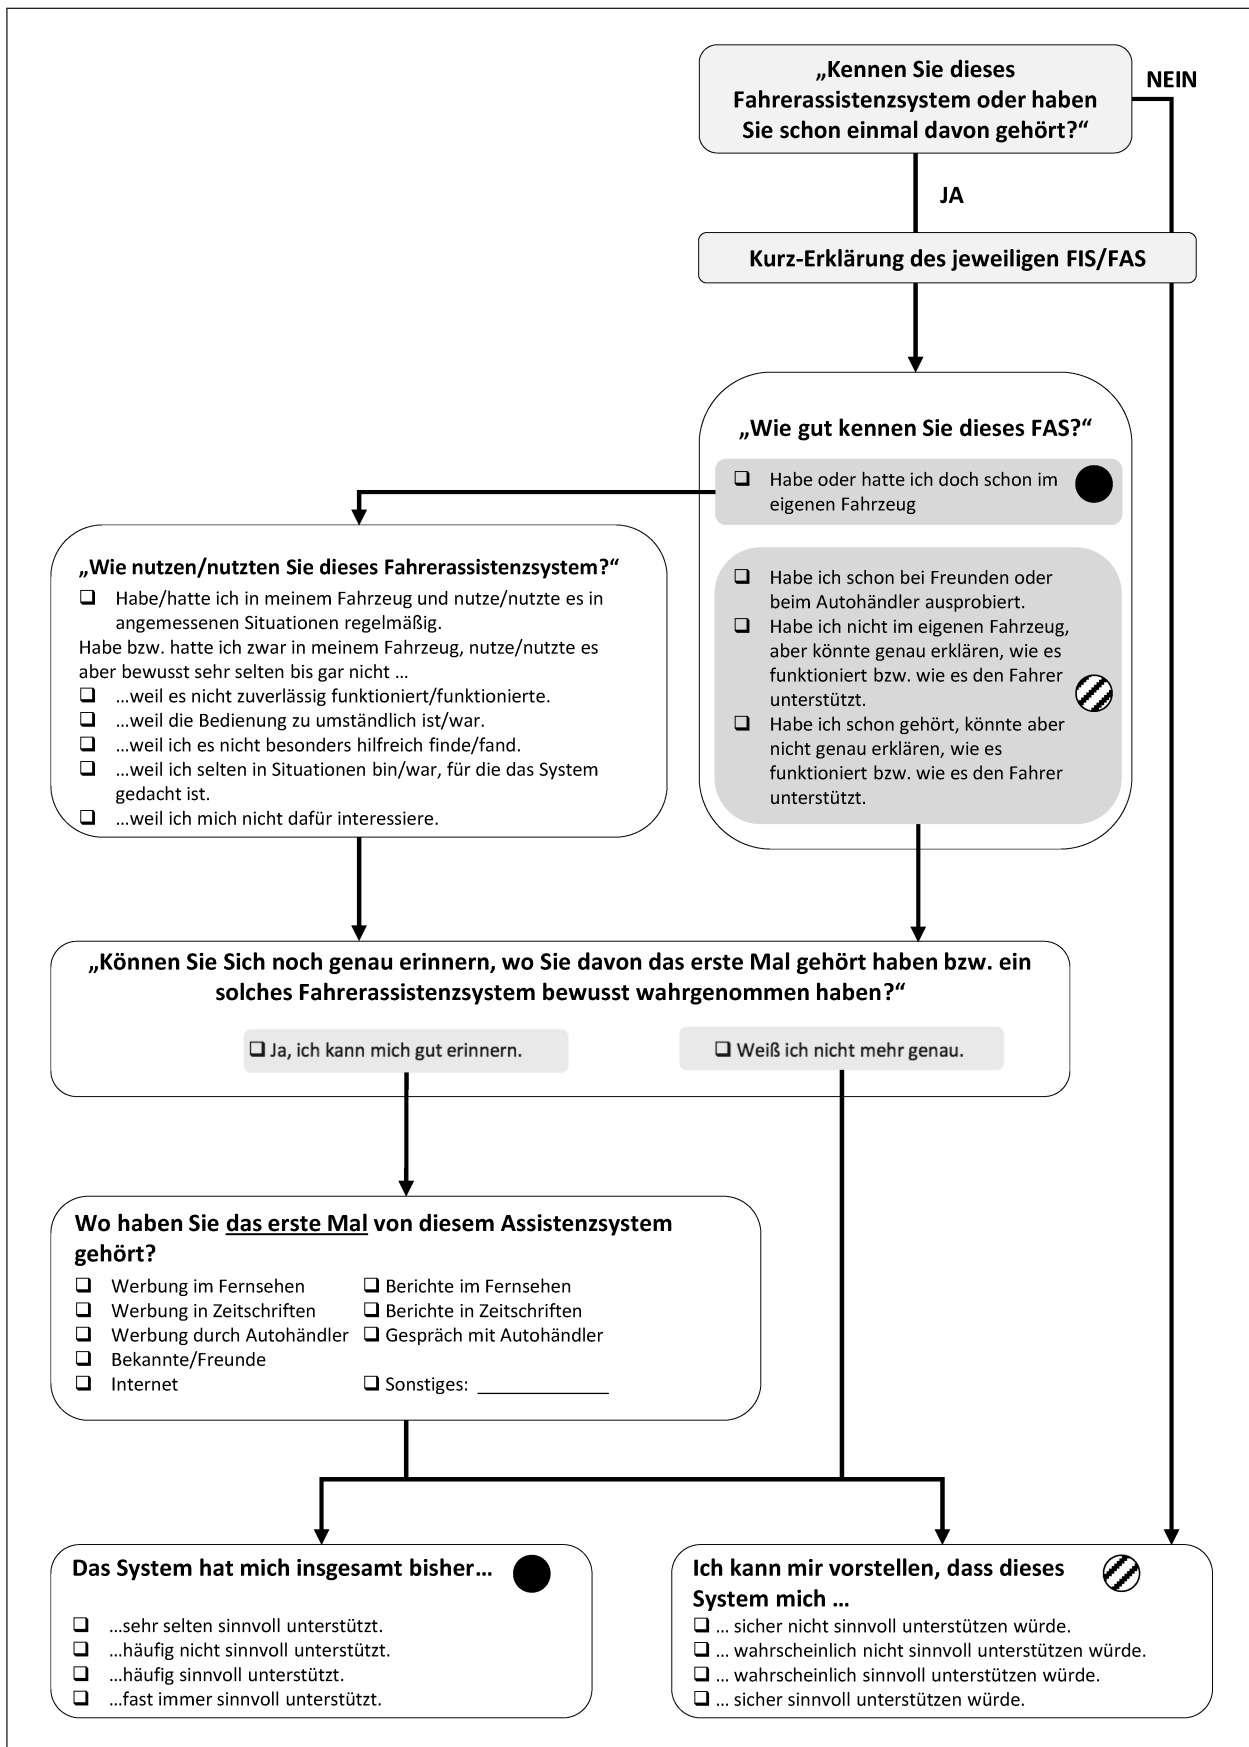 „Kennen Sie dieses
Fahrerassistenzsystem oder haben
Sie schon einmal davon gehört?“
NEIN
JA
Kurz-Erklärung des jeweiligen FIS/FAS
„Wie gut kennen Sie dieses FAS?“
❑ Habe oder hatte ich doch schon im
eigenen Fahrzeug
❑ Habe ich schon bei Freunden oder
beim Autohändler ausprobiert.
❑ Habe ich nicht im eigenen Fahrzeug,
aber könnte genau erklären, wie es
funktioniert bzw. wie es den Fahrer
unterstützt.
❑ Habe ich schon gehört, könnte aber
nicht genau erklären, wie es
funktioniert bzw. wie es den Fahrer
unterstützt.
„Wie nutzen/nutzten Sie dieses Fahrerassistenzsystem?“
❑ Habe/hatte ich in meinem Fahrzeug und nutze/nutzte es in
angemessenen Situationen regelmäßig.
Habe bzw. hatte ich zwar in meinem Fahrzeug, nutze/nutzte es
aber bewusst sehr selten bis gar nicht …
❑ …weil es nicht zuverlässig funktioniert/funktionierte.
❑ …weil die Bedienung zu umständlich ist/war.
❑ …weil ich es nicht besonders hilfreich finde/fand.
❑ …weil ich selten in Situationen bin/war, für die das System
gedacht ist.
❑ …weil ich mich nicht dafür interessiere.
„Können Sie Sich noch genau erinnern, wo Sie davon das erste Mal gehört haben bzw. ein
solches Fahrerassistenzsystem bewusst wahrgenommen haben?“
❑ Ja, ich kann mich gut erinnern.
❑ Weiß ich nicht mehr genau.
Wo haben Sie das erste Mal von diesem Assistenzsystem
gehört?
❑ Werbung im Fernsehen ❑ Berichte im Fernsehen
❑ Werbung in Zeitschriften ❑ Berichte in Zeitschriften
❑ Werbung durch Autohändler ❑ Gespräch mit Autohändler
❑ Bekannte/Freunde
❑ Internet ❑ Sonstiges: ____________
Das System hat mich insgesamt bisher…
❑ …sehr selten sinnvoll unterstützt.
❑ …häufig nicht sinnvoll unterstützt.
❑ …häufig sinnvoll unterstützt.
❑ …fast immer sinnvoll unterstützt.
Ich kann mir vorstellen, dass dieses
System mich …
❑ … sicher nicht sinnvoll unterstützen würde.
❑ … wahrscheinlich nicht sinnvoll unterstützen würde.
❑ … wahrscheinlich sinnvoll unterstützen würde.
❑ … sicher sinnvoll unterstützen würde.